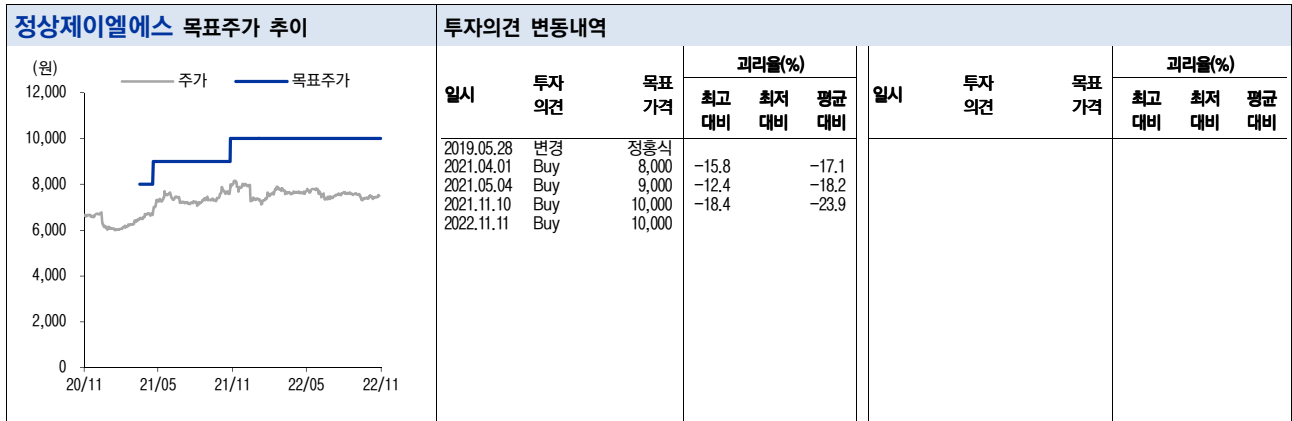 정상제이엘에스 목표주가 추이
(원)
주가 목표주가
12,000
10,000
8,000
6,000
4,000
2,000
0
20/11 21/05 21/11 22/05 22/11
투자의견 변동내역
일시 투자의견 목표가격 괴리율(%)
최고대비 최저대비 평균대비
2019.05.28 변경 정홍식
2021.04.01 Buy 8,000 -15.8 -17.1
2021.05.04 Buy 9,000 -12.4 -18.2
2021.11.10 Buy 10,000 -18.4 -23.9
2022.11.11 Buy 10,000
일시 투자의견 목표가격 괴리율(%)
최고대비 최저대비 평균대비